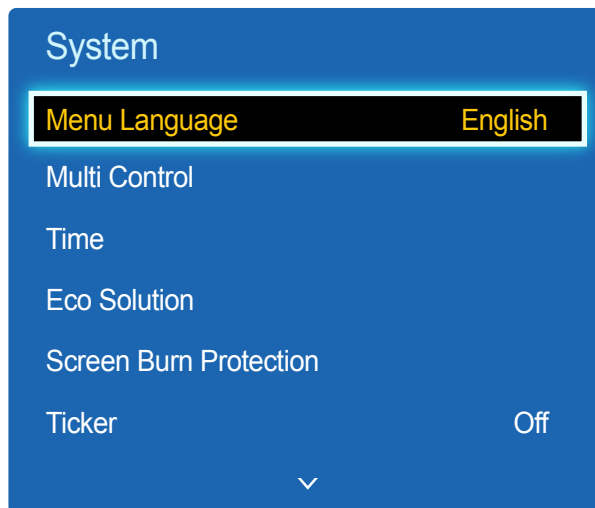 System
Menu Language English
Multi Control
Time
Eco Solution
Screen Burn Protection
Ticker Off